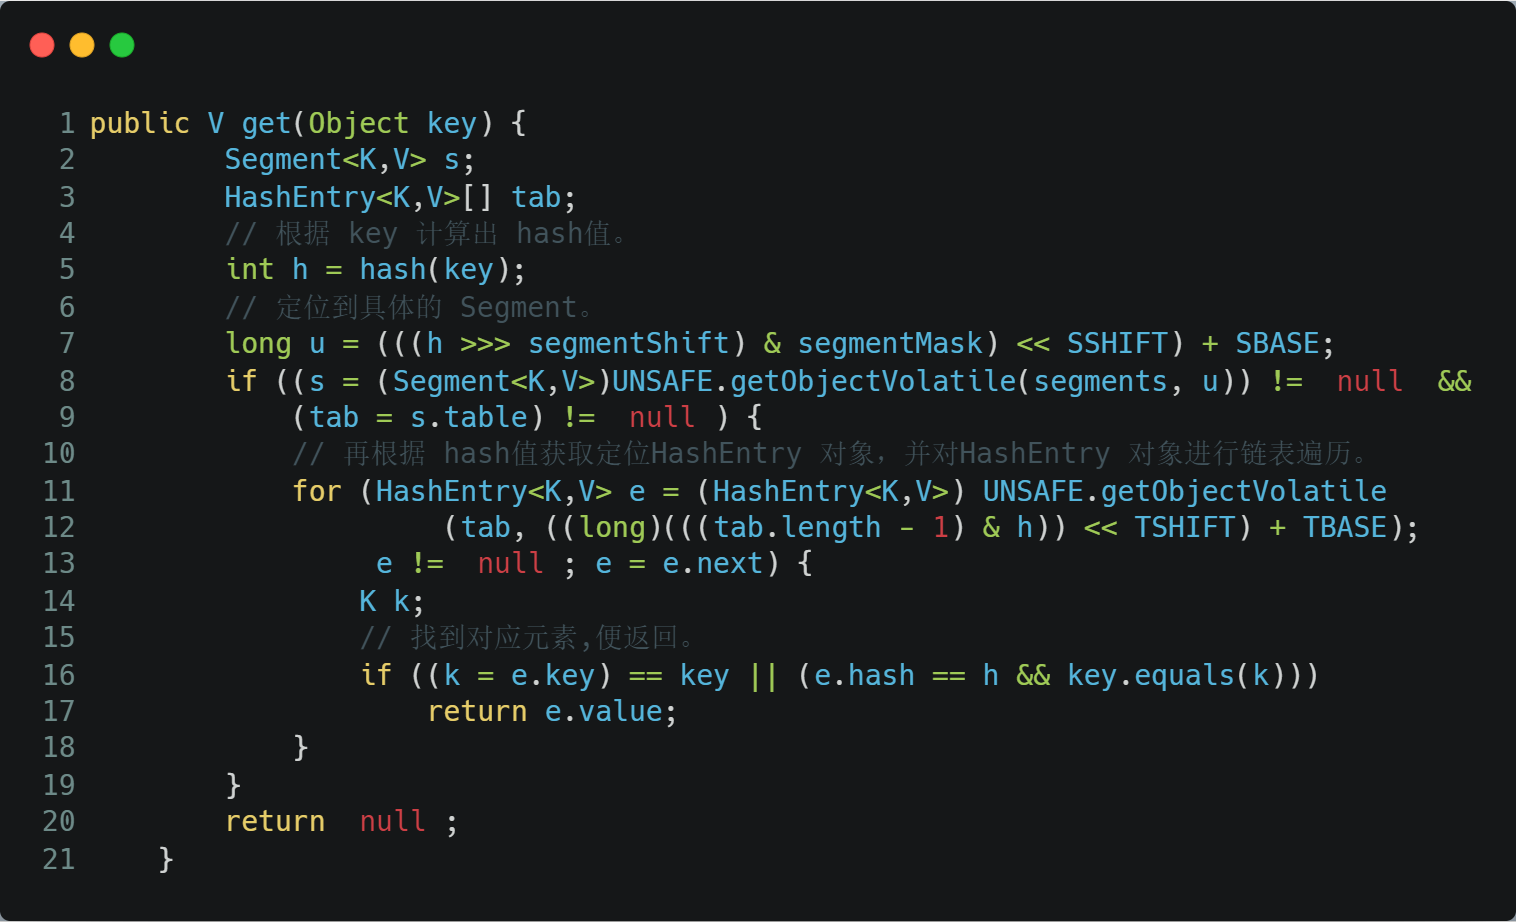 1 public V get(Object key) {
2         Segment<K,V> s;
3         HashEntry<K,V>[] tab;
4         // 根据 key 计算出 hash值。
5         int h = hash(key);
6         // 定位到具体的 Segment。
7         long u = (((h >>> segmentShift) & segmentMask) << SSHIFT) + SBASE;
8         if ((s = (Segment<K,V>)UNSAFE.getObjectVolatile(segments, u)) !=  null  &&
9             (tab = s.table) !=  null ) {
10             // 再根据 hash值获取定位HashEntry 对象，并对HashEntry 对象进行链表遍历。
11             for (HashEntry<K,V> e = (HashEntry<K,V>) UNSAFE.getObjectVolatile
12                      (tab, ((long)(((tab.length - 1) & h)) << TSHIFT) + TBASE);
13                  e !=  null ; e = e.next) {
14                 K k;
15                 // 找到对应元素,便返回。
16                 if ((k = e.key) == key || (e.hash == h && key.equals(k)))
17                     return e.value;
18             }
19         }
20         return  null ;
21     }